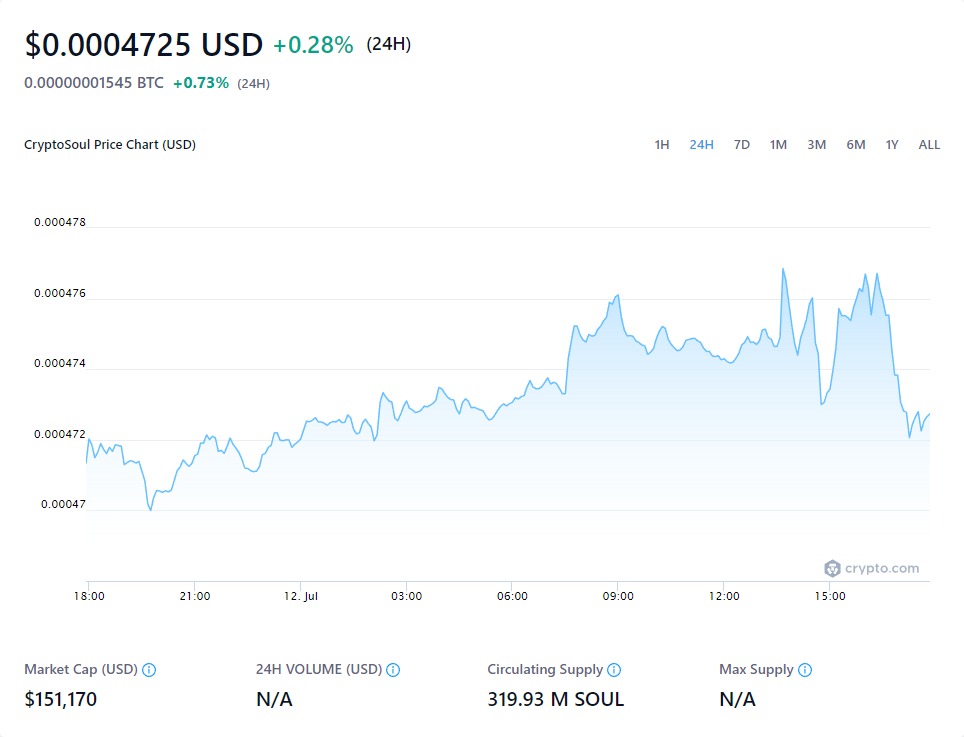 $0.0004725 USD +0.28% (24H)
0.00000001545 BTC +0.73% (24H)
CryptoSoul Price Chart (USD) 1H 24H 7D 1M 3M 6M 1Y ALL
0.000478
0.000476
0.000474
0.000472
0.00047
crypto.com
18:00 21:00 12. Jul 03:00 06:00 09:00 12:00 15:00
Market Cap (USD) 24H VOLUME (USD) Circulating Supply Max Supply
$151,170 N/A 319.93 M SOUL N/A